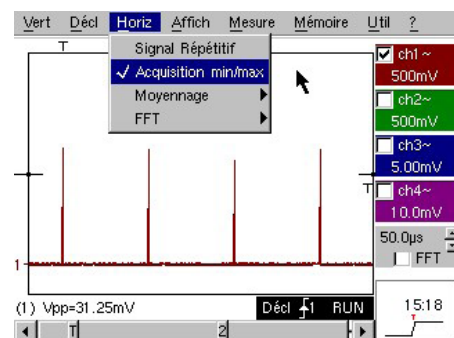 Vert Décl Horiz Affich Mesure Mémoire Util ?
T
Signal Répétitif
✓ Acquisition min/max
Moyennage
FFT
ch1~
500mV
ch2~
500mV
ch3~
5.00mV
T
ch4~
10.0mV
50.0µs
FFT
1
(1) Vpp=31.25mV
Décl 1 RUN
15:18
T
T 2